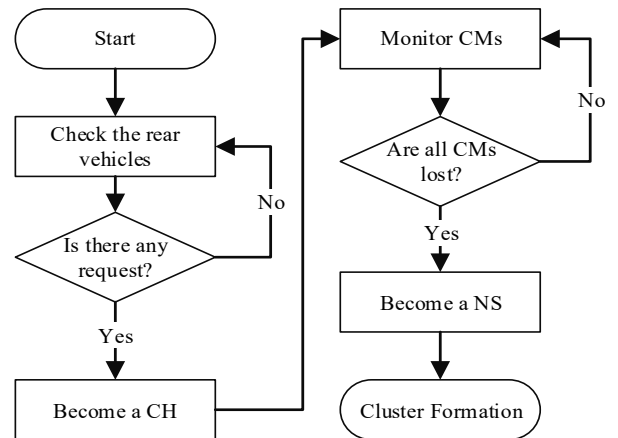 Start
Check the rear
vehicles
No
Is there any
request?
Yes
Become a CH
Monitor CMs
No
Are all CMs
lost?
Yes
Become a NS
Cluster Formation